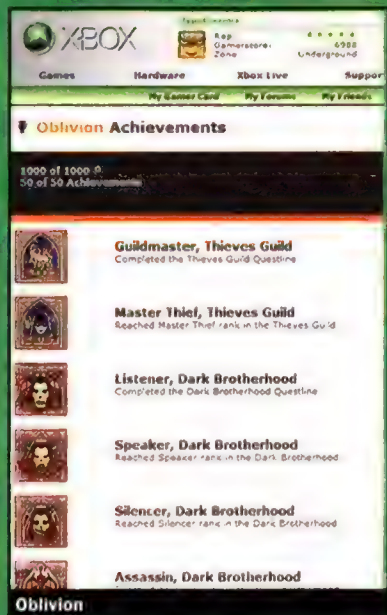 XBOX
Rep
Gamerscore: 6900
Zone Underground
Games Hardware Xbox Live Suppor
My Gamer Card My Forums My Friends
Oblivion Achievements
1000 of 1000
50 of 50 Achievements
Guildmaster, Thieves Guild
Completed the Thieves Guild Questline
Master Thief, Thieves Guild
Reached Master Thief rank in the Thieves Guild
Listener, Dark Brotherhood
Completed the Dark Brotherhood Questline
Speaker, Dark Brotherhood
Reached Speaker rank in the Dark Brotherhood
Silencer, Dark Brotherhood
Reached Silencer rank in the Dark Brotherhood
Assassin, Dark Brotherhood
Oblivion